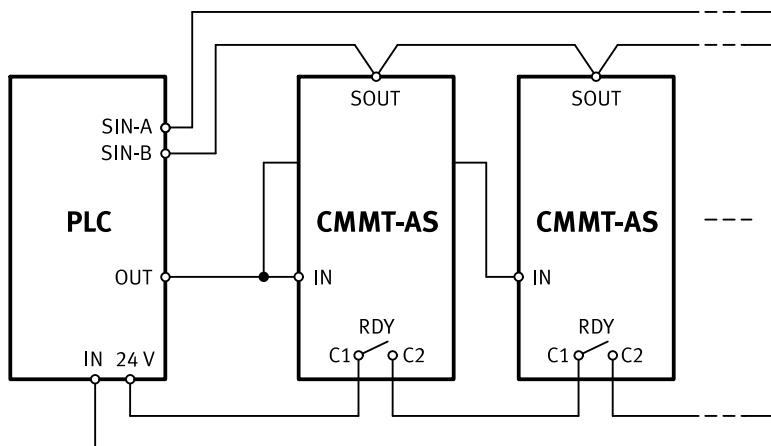 SOUT SOUT
SIN-A
SIN-B
PLC CMMT-AS CMMT-AS
OUT IN IN
RDY RDY
IN 24 V C1 C2 C1 C2